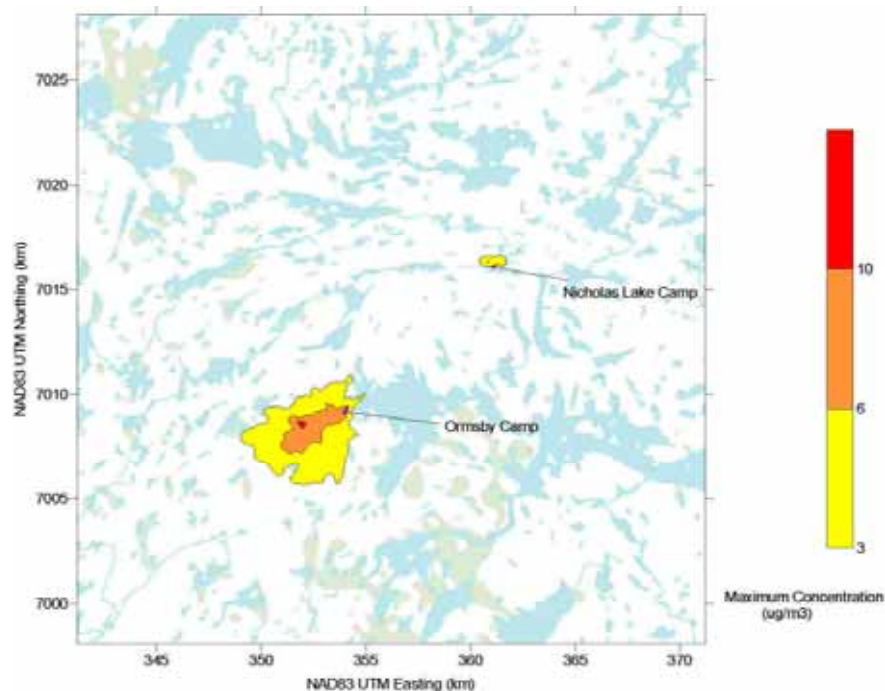 7025
7020
7015
7010
7005
7000
NAD83 UTM Northing (km)
345
350
355
360
365
370
NAD83 UTM Easting (km)
Nicholas Lake Camp
Ormsby Camp
10
6
3
Maximum Concentration
(ug/m3)